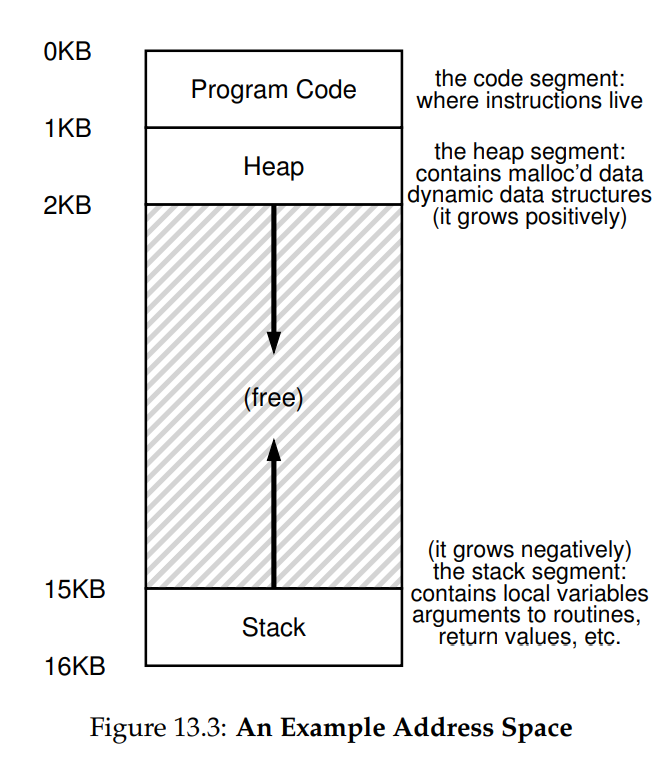 0KB
Program Code
the code segment:
where instructions live
1KB
Heap
the heap segment:
contains malloc'd data
dynamic data structures
(it grows positively)
2KB
(free)
(it grows negatively)
the stack segment:
contains local variables
arguments to routines,
return values, etc.
15KB
Stack
16KB
Figure 13.3: An Example Address Space